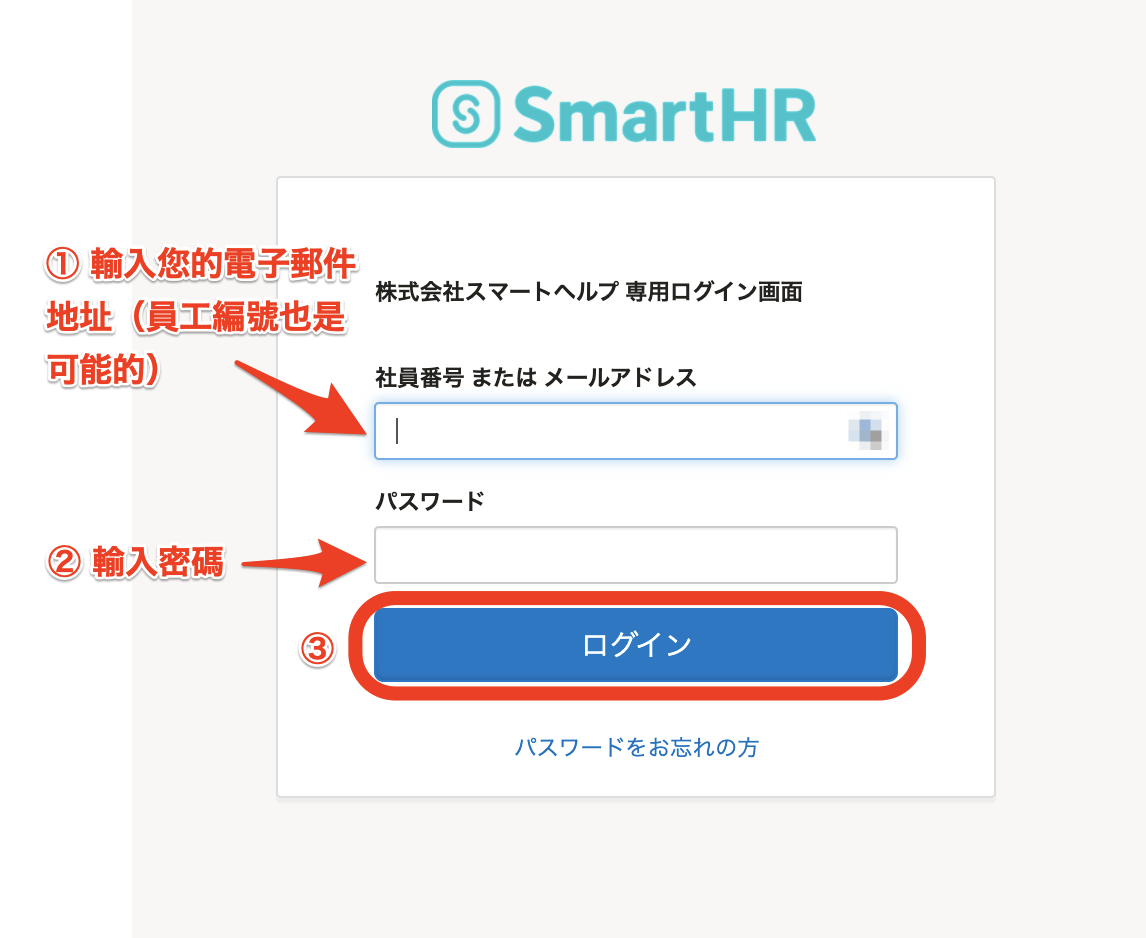 SmartHR
① 輸入您的電子郵件
地址（員工編號也是
可能的）
株式会社スマートヘルプ 専用ログイン画面
社員番号 または メールアドレス
パスワード
② 輸入密碼
③
ログイン
パスワードをお忘れの方